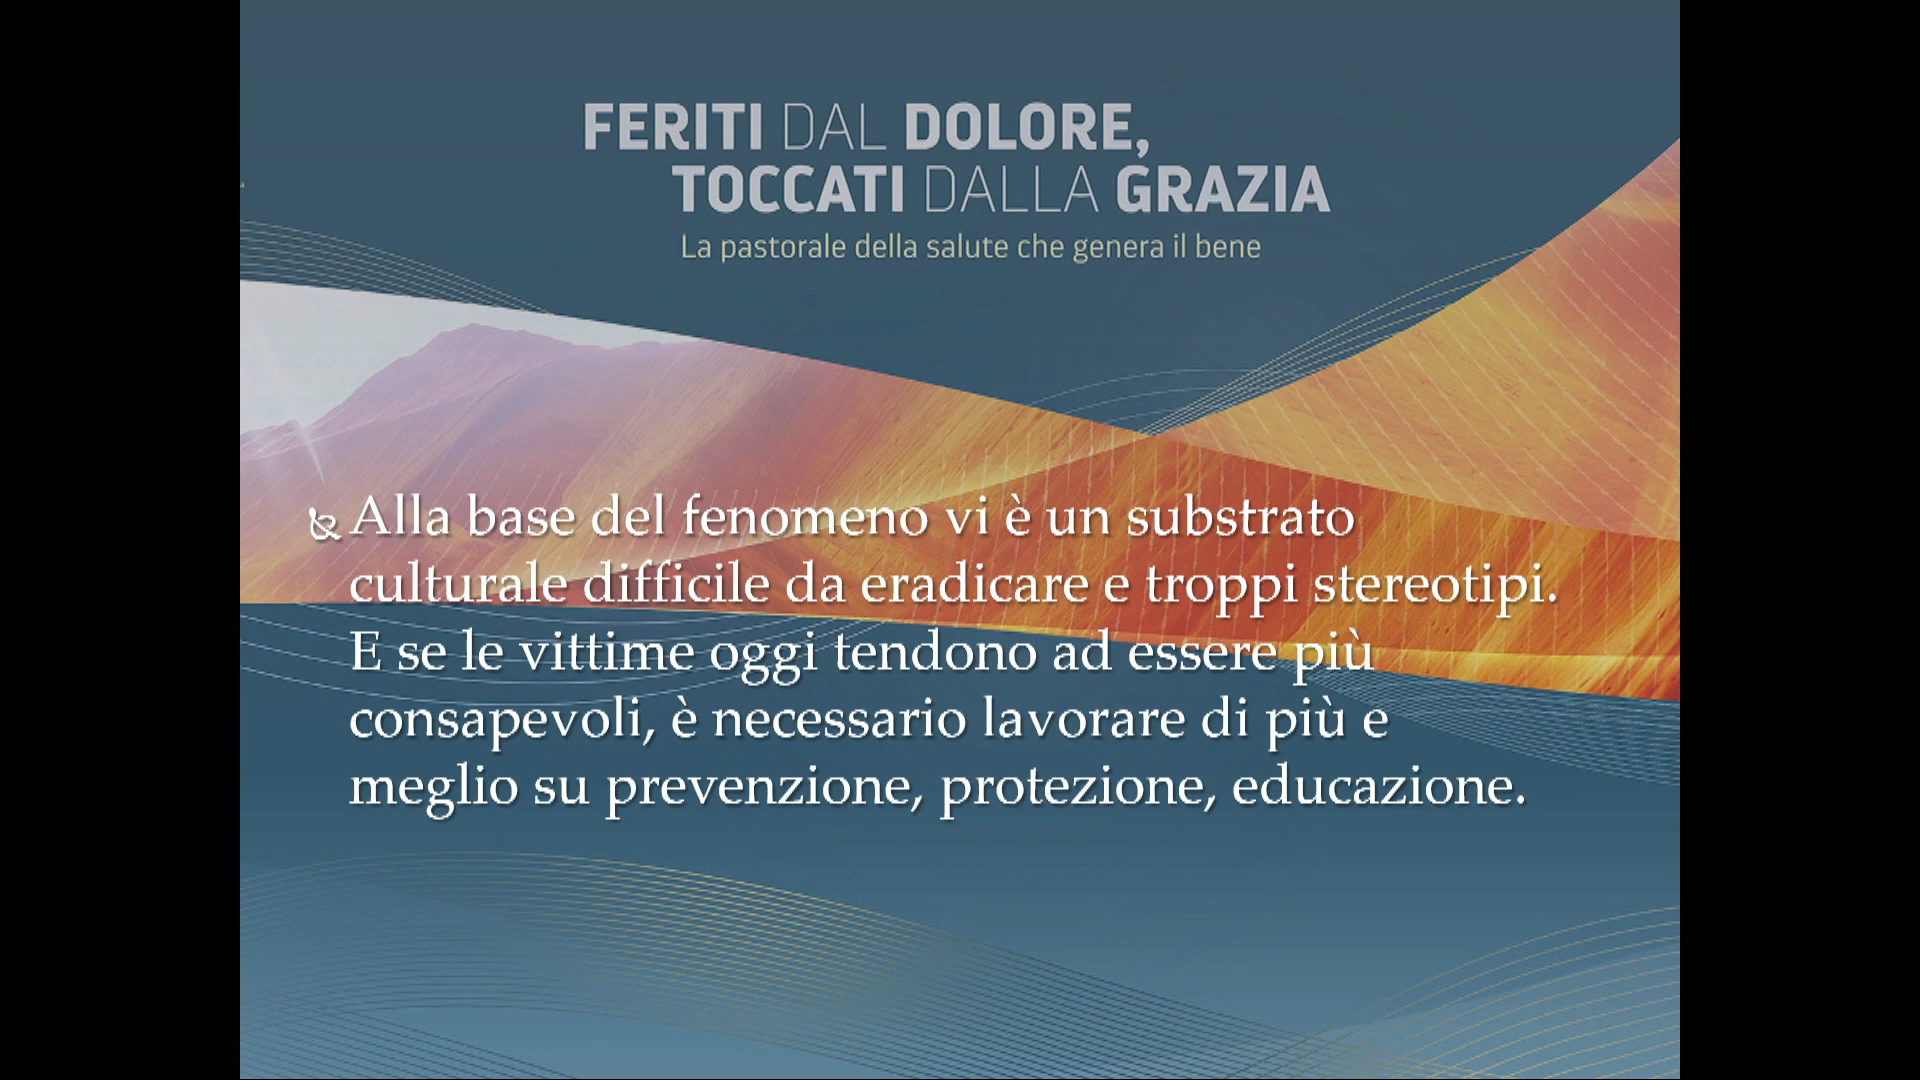 FERITI DAL DOLORE,
TOCCATI DALLA GRAZIA
La pastorale della salute che genera il bene
Alla base del fenomeno vi è un substrato
culturale difficile da eradicare e troppi stereotipi.
E se le vittime oggi tendono ad essere più
consapevoli, è necessario lavorare di più e
meglio su prevenzione, protezione, educazione.